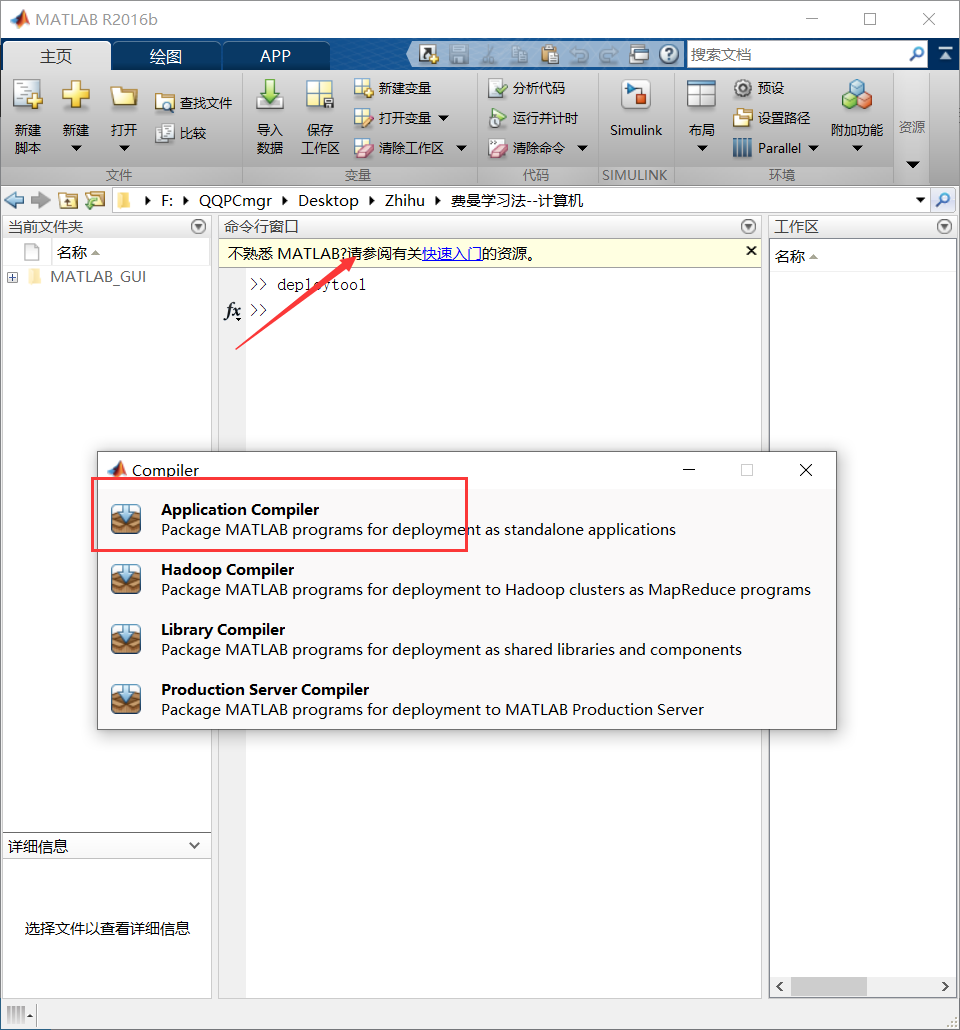 MATLAB R2016b
主页 绘图 APP 搜索文档
新建脚本 新建 打开 查找文件 比较 导入数据 保存工作区 新建变量 打开变量 清除工作区 分析代码 运行并计时 清除命令 Simulink 布局 预设 设置路径 Parallel 附加功能 资源
文件 变量 代码 SIMULINK 环境
F: QQPCmgr Desktop Zhihu 费曼学习法--计算机
当前文件夹 命令行窗口 工作区
名称
MATLAB_GUI
不熟悉 MATLAB?请参阅有关快速入门的资源。
>> deploytool
fx >>
名称
Compiler
Application Compiler
Package MATLAB programs for deployment as standalone applications
Hadoop Compiler
Package MATLAB programs for deployment to Hadoop clusters as MapReduce programs
Library Compiler
Package MATLAB programs for deployment as shared libraries and components
Production Server Compiler
Package MATLAB programs for deployment to MATLAB Production Server
详细信息
选择文件以查看详细信息